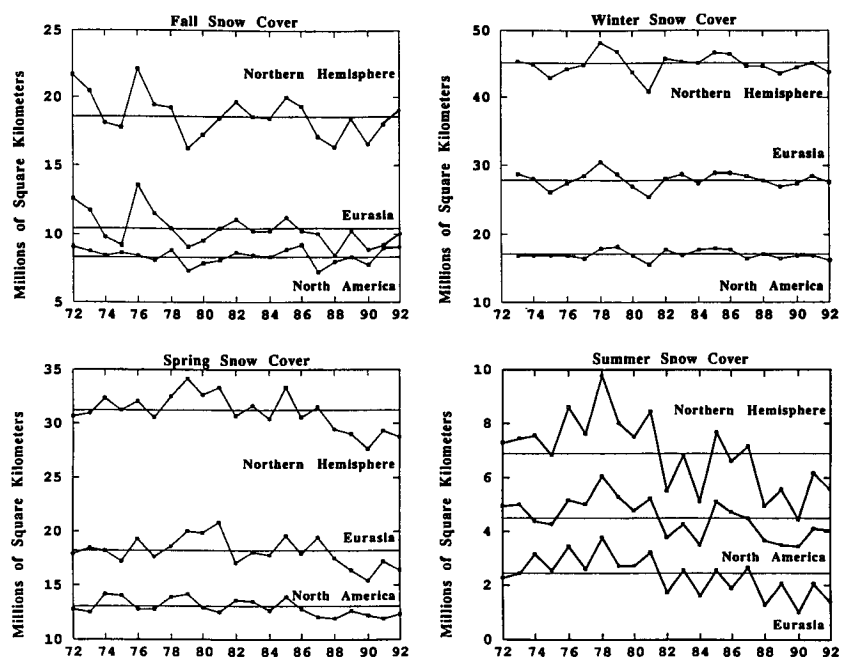 Fall Snow Cover
Millions of Square Kilometers
25
20
15
10
5
Northern Hemisphere
Eurasia
North America
72 74 76 78 80 82 84 86 88 90 92
Winter Snow Cover
Millions of Square Kilometers
50
40
30
20
10
Northern Hemisphere
Eurasia
North America
72 74 76 78 80 82 84 86 88 90 92
Spring Snow Cover
Millions of Square Kilometers
35
30
25
20
15
10
Northern Hemisphere
Eurasia
North America
72 74 76 78 80 82 84 86 88 90 92
Summer Snow Cover
Millions of Square Kilometers
10
8
6
4
2
0
Northern Hemisphere
North America
Eurasia
72 74 76 78 80 82 84 86 88 90 92